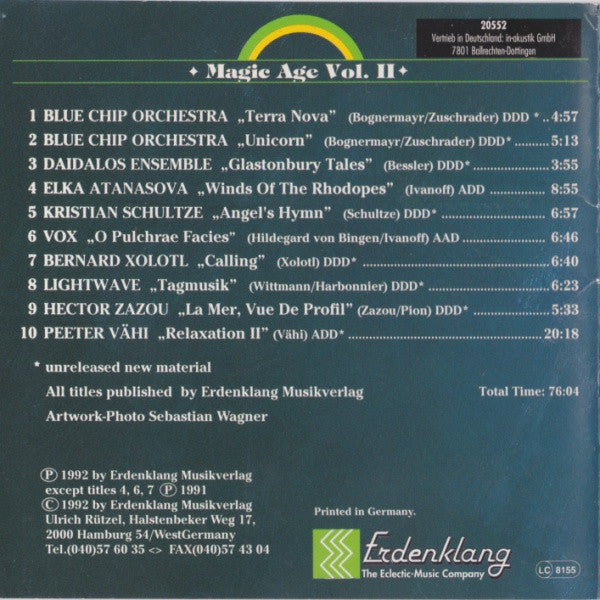 20552
Vertrieb in Deutschland: in-akustik GmbH
7801 Ballrechten-Dottingen
Magic Age Vol. II
1 BLUE CHIP ORCHESTRA „Terra Nova” (Bognermayr/Zuschrader) DDD * .. 4:57
2 BLUE CHIP ORCHESTRA „Unicorn” (Bognermayr/Zuschrader) DDD* ........ 5:13
3 DAIDALOS ENSEMBLE „Glastonbury Tales” (Bessler) DDD* ................. 3:55
4 ELKA ATANASOVA „Winds Of The Rhodopes” (Ivanoff) ADD ............ 8:55
5 KRISTIAN SCHULTZE „Angel's Hymn” (Schultze) DDD* ...................... 6:57
6 VOX „O Pulchrae Facies” (Hildegard von Bingen/Ivanoff) AAD .............. 6:46
7 BERNARD XOLOTL „Calling” (Xolotl) DDD* ................................ 6:40
8 LIGHTWAVE „Tagmusik” (Wittmann/Harbonnier) DDD* ..................... 6:23
9 HECTOR ZAZOU „La Mer, Vue De Profil” (Zazou/Pion) DDD* ........... 5:33
10 PEETER VÄHI „Relaxation II” (Vähi) ADD* ............................. 20:18
* unreleased new material
All titles published by Erdenklang Musikverlag
Total Time: 76:04
Artwork-Photo Sebastian Wagner
Ⓟ 1992 by Erdenklang Musikverlag
except titles 4, 6, 7 Ⓟ 1991
© 1992 by Erdenklang Musikverlag
Ulrich Rützel, Halstenbeker Weg 17,
2000 Hamburg 54/WestGermany
Tel.(040)57 60 35 <> FAX(040)57 43 04
Printed in Germany.
Erdenklang
The Eclectic-Music Company
LC 8155